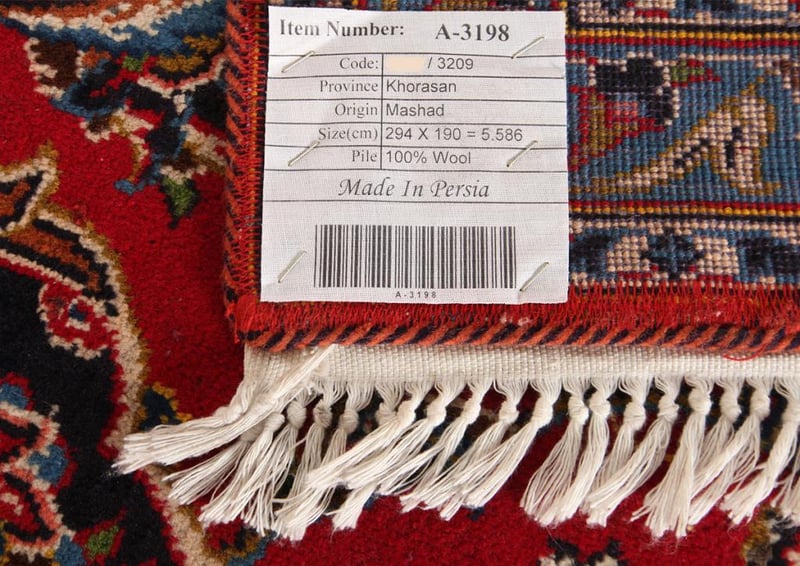 Item Number: A-3198
Code: / 3209
Province Khorasan
Origin Mashad
Size(cm) 294 X 190 = 5.586
Pile 100% Wool
Made In Persia
A-3198